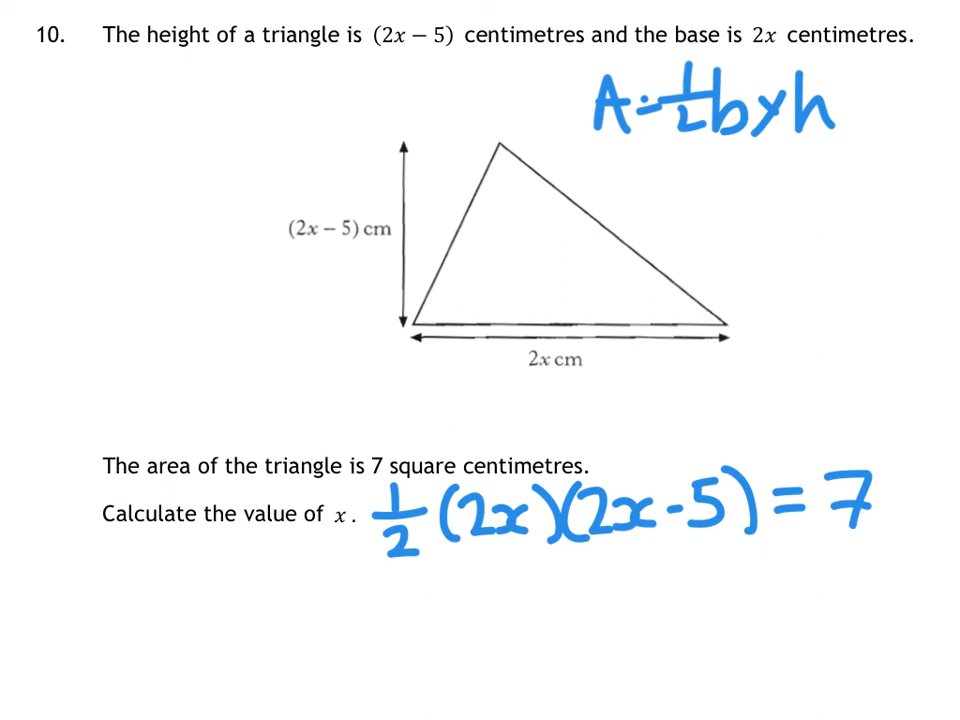 10. The height of a triangle is (2x − 5) centimetres and the base is 2x centimetres.
A = 1/2 b × h
(2x − 5) cm
2x cm
The area of the triangle is 7 square centimetres.
Calculate the value of x.
1/2 (2x)(2x - 5) = 7